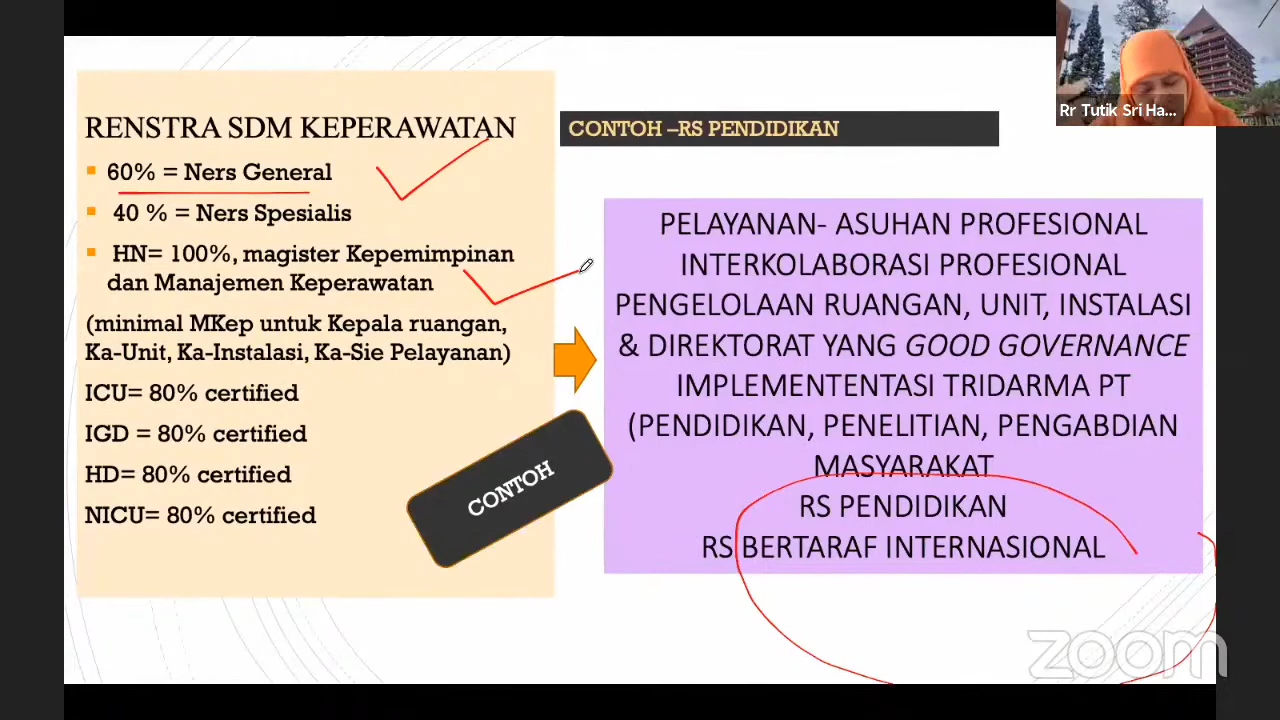 RENSTRA SDM KEPERAWATAN
60% = Ners General
40 % = Ners Spesialis
HN= 100%, magister Kepemimpinan
dan Manajemen Keperawatan
(minimal MKep untuk Kepala ruangan,
Ka-Unit, Ka-Instalasi, Ka-Sie Pelayanan)
ICU= 80% certified
IGD = 80% certified
HD= 80% certified
NICU= 80% certified
CONTOH
CONTOH –RS PENDIDIKAN
PELAYANAN- ASUHAN PROFESIONAL
INTERKOLABORASI PROFESIONAL
PENGELOLAAN RUANGAN, UNIT, INSTALASI
& DIREKTORAT YANG GOOD GOVERNANCE
IMPLEMENTENTASI TRIDARMA PT
(PENDIDIKAN, PENELITIAN, PENGABDIAN
MASYARAKAT
RS PENDIDIKAN
RS BERTARAF INTERNASIONAL
Rr Tutik Sri Ha...
zoom